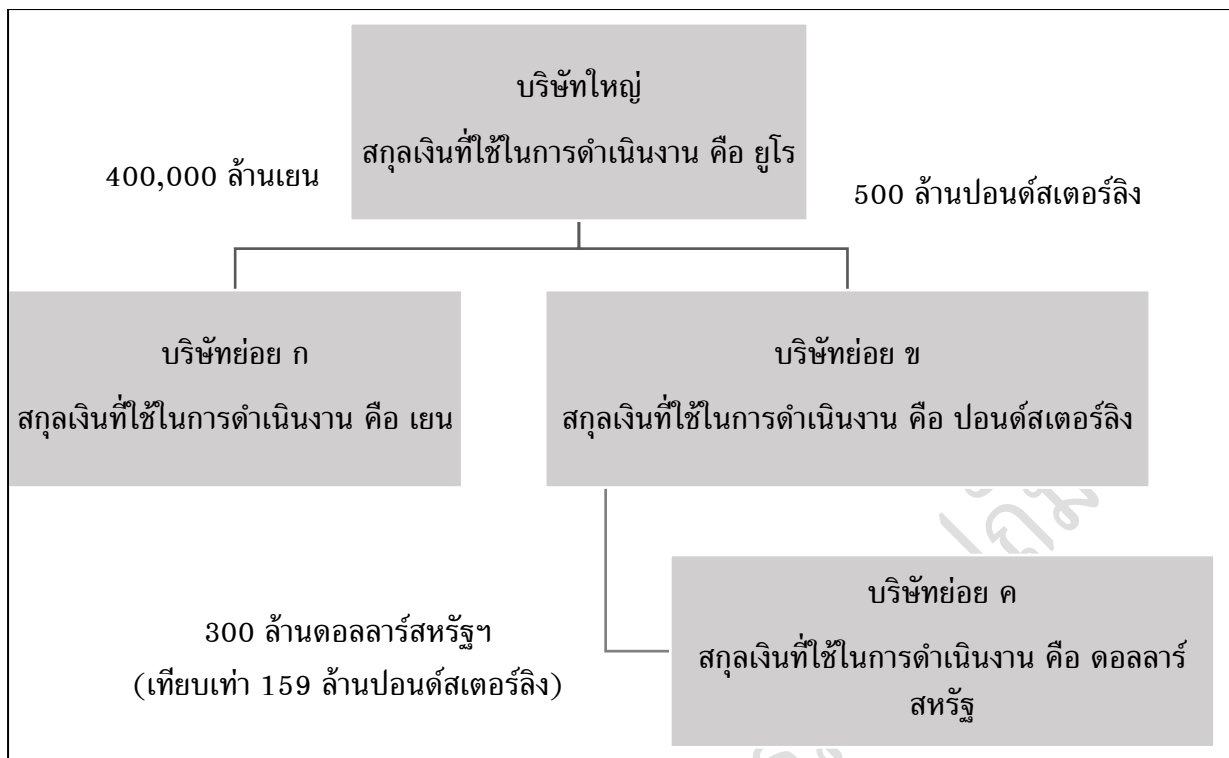 บริษัทใหญ่
สกุลเงินที่ใช้ในการดำเนินงาน คือ ยูโร
400,000 ล้านเยน
500 ล้านปอนด์สเตอร์ลิง
บริษัทย่อย ก
สกุลเงินที่ใช้ในการดำเนินงาน คือ เยน
บริษัทย่อย ข
สกุลเงินที่ใช้ในการดำเนินงาน คือ ปอนด์สเตอร์ลิง
300 ล้านดอลลาร์สหรัฐฯ
(เทียบเท่า 159 ล้านปอนด์สเตอร์ลิง)
บริษัทย่อย ค
สกุลเงินที่ใช้ในการดำเนินงาน คือ ดอลลาร์
สหรัฐ